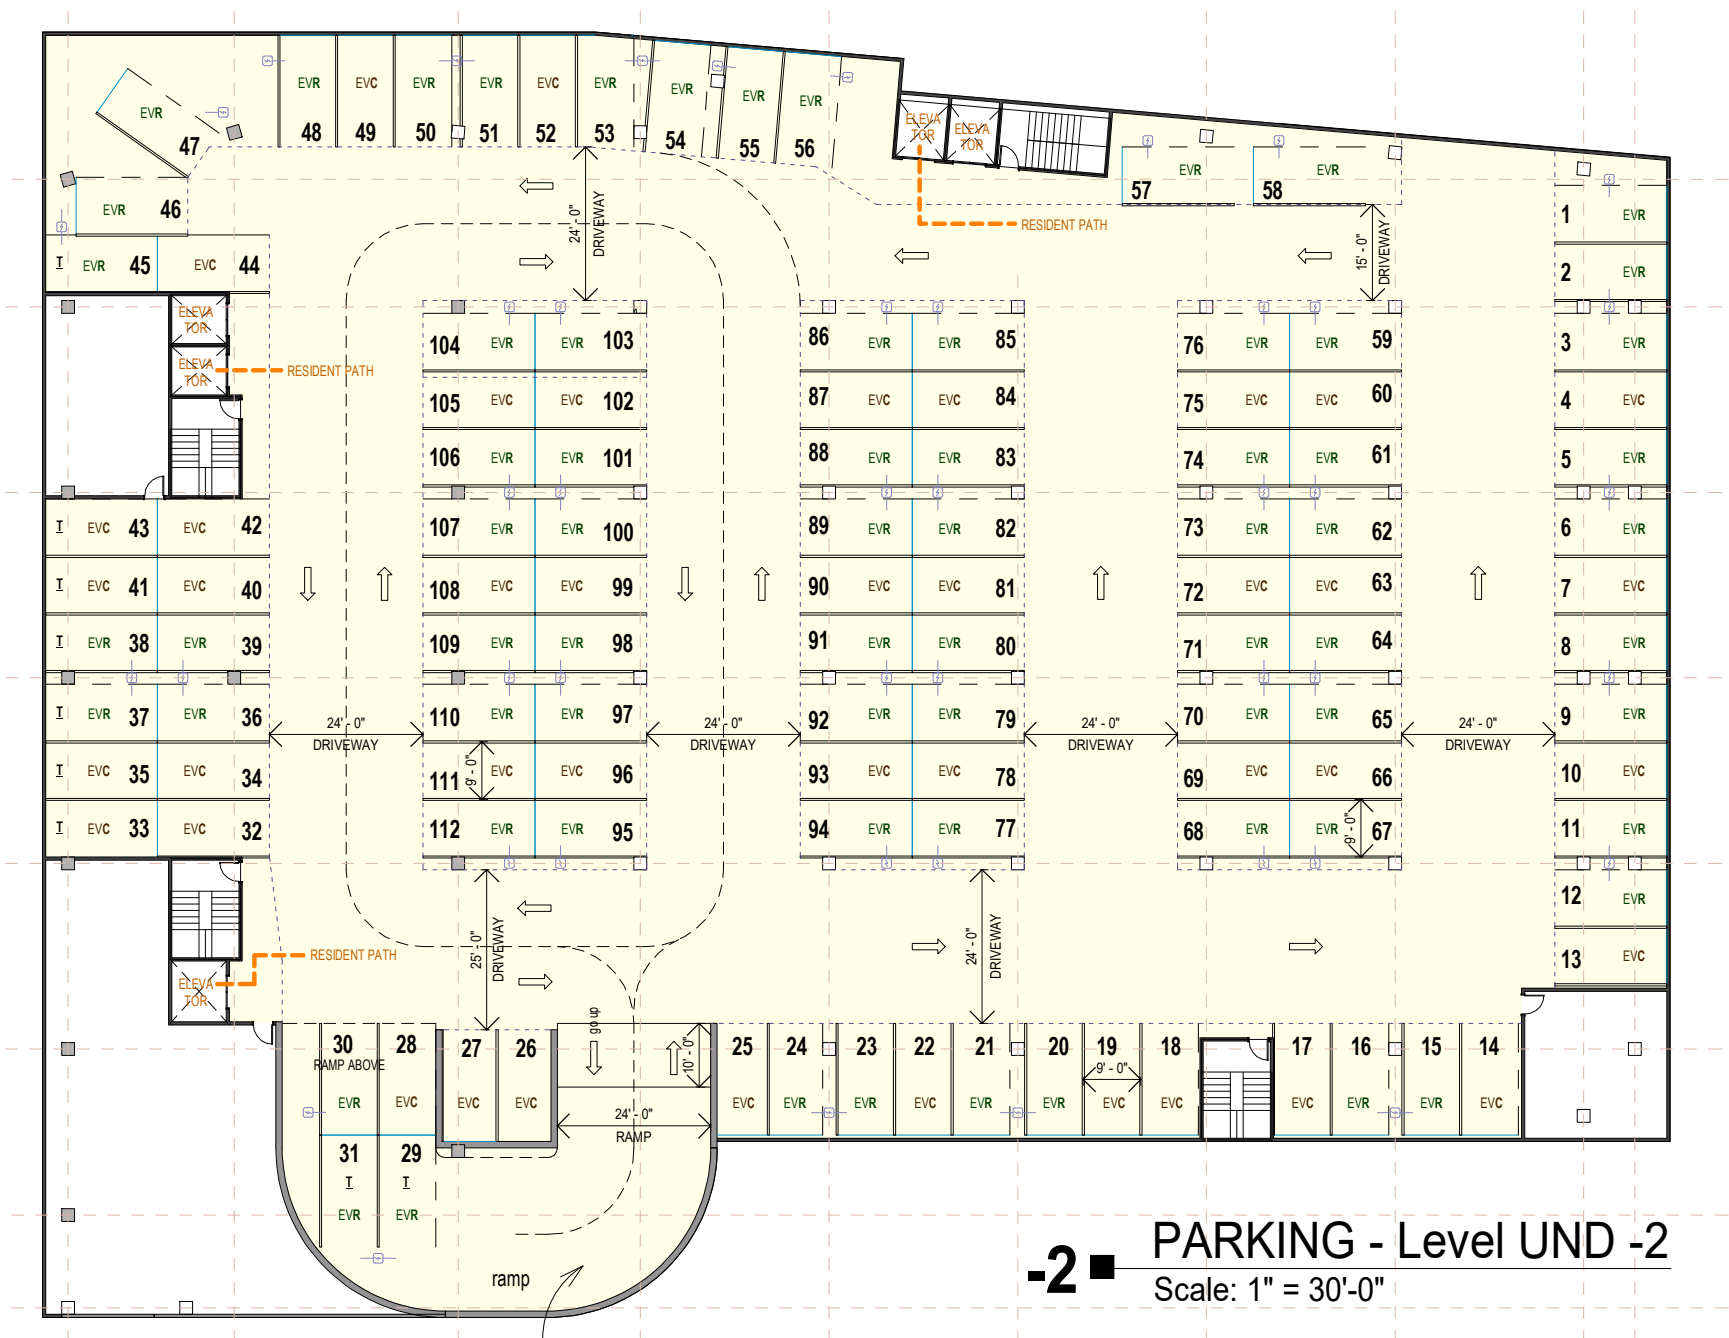 EVR
EVC
EVR
EVR
EVC
EVR
EVR
EVR
EVR
EVR
47
48
49
50
51
52
53
54
55
56
ELEVA
TOR
ELEVA
TOR
EVR
57
EVR
58
EVR
46
24' - 0"
DRIVEWAY
RESIDENT PATH
15' - 0"
DRIVEWAY
1
EVR
T
EVR
45
EVC
44
2
EVR
ELEVA
TOR
ELEVA
TOR
RESIDENT PATH
104
EVR
EVR
103
86
EVR
EVR
85
76
EVR
EVR
59
3
EVR
105
EVC
EVC
102
87
EVC
EVC
84
75
EVC
EVC
60
4
EVC
106
EVR
EVR
101
88
EVR
EVR
83
74
EVR
EVR
61
5
EVR
T
EVC
43
EVC
42
107
EVR
EVR
100
89
EVR
EVR
82
73
EVR
EVR
62
6
EVR
T
EVC
41
EVC
40
108
EVC
EVC
99
90
EVC
EVC
81
72
EVC
EVC
63
7
EVC
T
EVR
38
EVR
39
109
EVR
EVR
98
91
EVR
EVR
80
71
EVR
EVR
64
8
EVR
T
EVR
37
EVR
36
24' - 0"
DRIVEWAY
110
EVR
EVR
97
24' - 0"
DRIVEWAY
92
EVR
EVR
79
24' - 0"
DRIVEWAY
70
EVR
EVR
65
24' - 0"
DRIVEWAY
9
EVR
T
EVC
35
EVC
34
111
9' - 0"
EVC
EVC
96
93
EVC
EVC
78
69
EVC
EVC
66
10
EVC
T
EVC
33
EVC
32
112
EVR
EVR
95
94
EVR
EVR
77
68
EVR
EVR
9' - 0"
67
11
EVR
12
EVR
25' - 0"
DRIVEWAY
24' - 0"
DRIVEWAY
RESIDENT PATH
13
EVC
ELEVA
TOR
go up
30
RAMP ABOVE
28
27
26
10' - 0"
25
24
23
22
21
20
19
9' - 0"
18
17
16
15
14
EVR
EVC
EVC
EVC
24' - 0"
RAMP
EVC
EVR
EVR
EVC
EVR
EVR
EVC
EVC
EVC
EVR
EVR
EVC
31
T
EVR
29
T
EVR
ramp
-2
PARKING - Level UND -2
Scale: 1" = 30'-0"